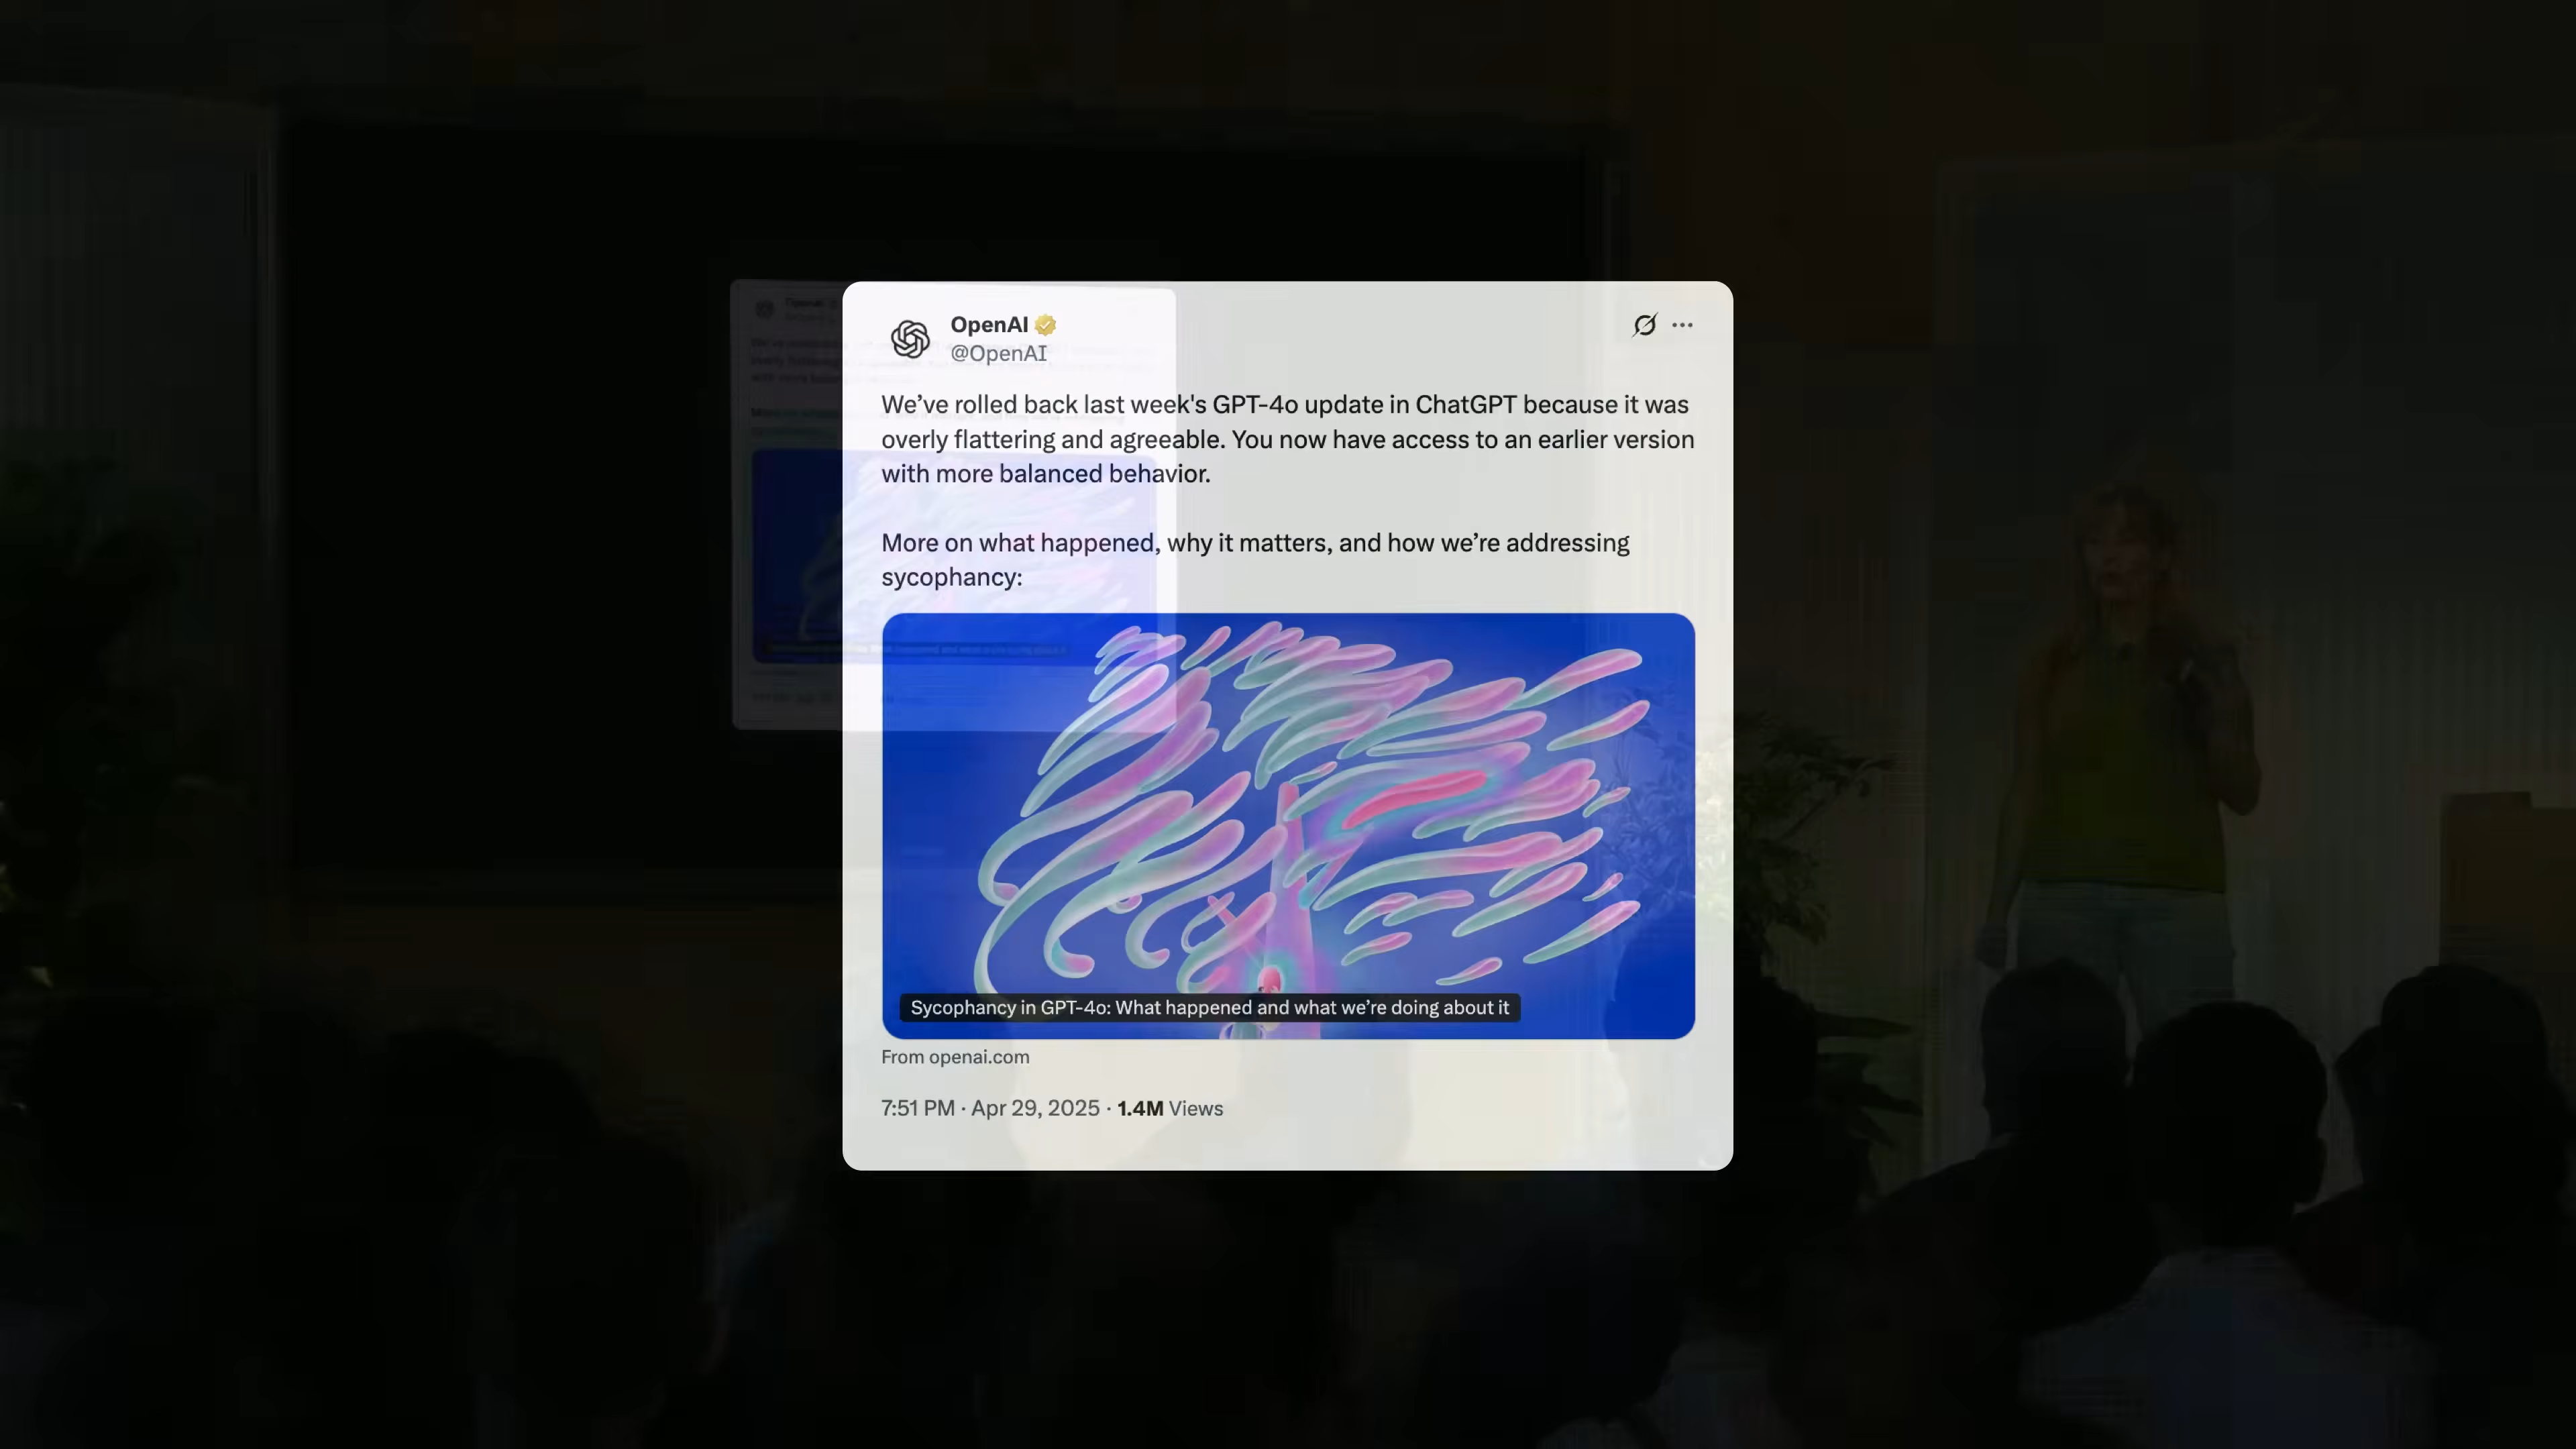 OpenAI
@OpenAI
We’ve rolled back last week's GPT-4o update in ChatGPT because it was
overly flattering and agreeable. You now have access to an earlier version
with more balanced behavior.
More on what happened, why it matters, and how we’re addressing
sycophancy:
Sycophancy in GPT-4o: What happened and what we’re doing about it
From openai.com
7:51 PM · Apr 29, 2025 · 1.4M Views